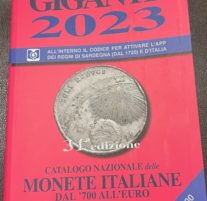 GIGANTE
2023
ALL'INTERNO IL CODICE PER ATTIVARE L'APP
DEI REGNI DI SARDEGNA (DAL 1720) E D'ITALIA
31ª edizione
CATALOGO NAZIONALE delle
MONETE ITALIANE
DAL '700 ALL'EURO